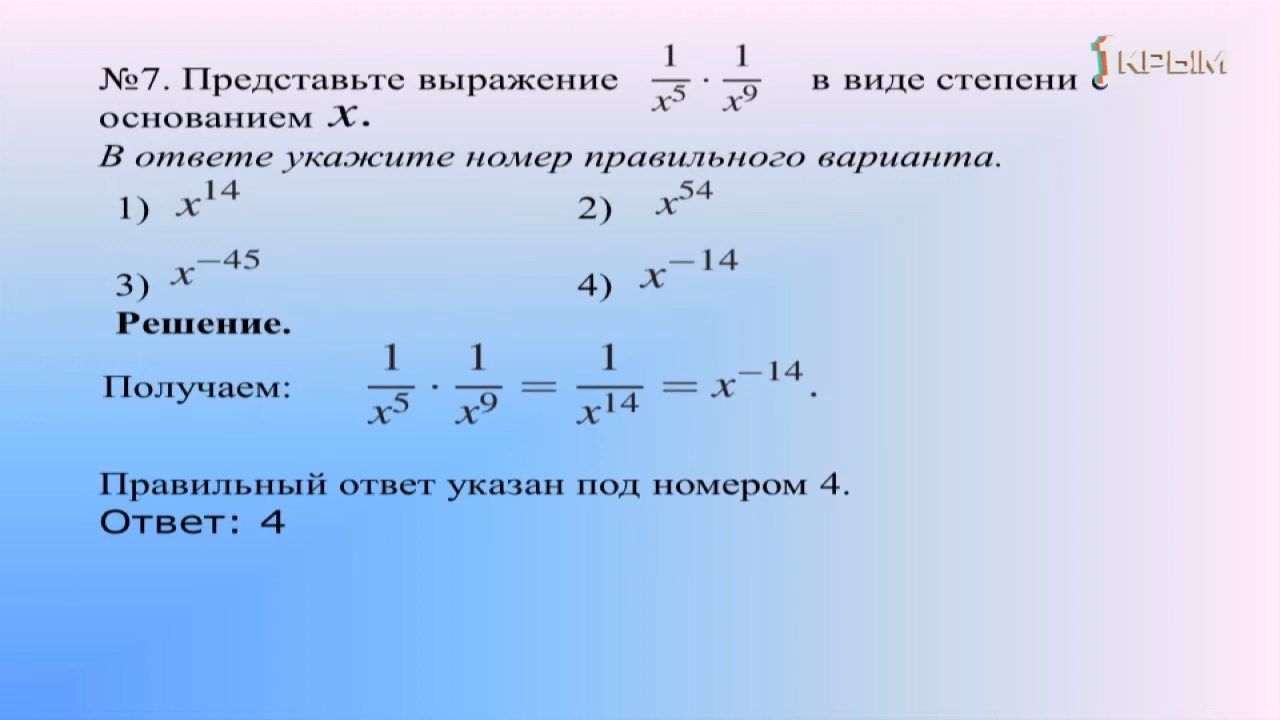 №7. Представьте выражение 1/x⁵ · 1/x⁹ в виде степени с
основанием x.
В ответе укажите номер правильного варианта.
1) x¹⁴ 2) x⁵⁴
3) x⁻⁴⁵ 4) x⁻¹⁴
Решение.
Получаем: 1/x⁵ · 1/x⁹ = 1/x¹⁴ = x⁻¹⁴.
Правильный ответ указан под номером 4.
Ответ: 4
1 КРЫМ